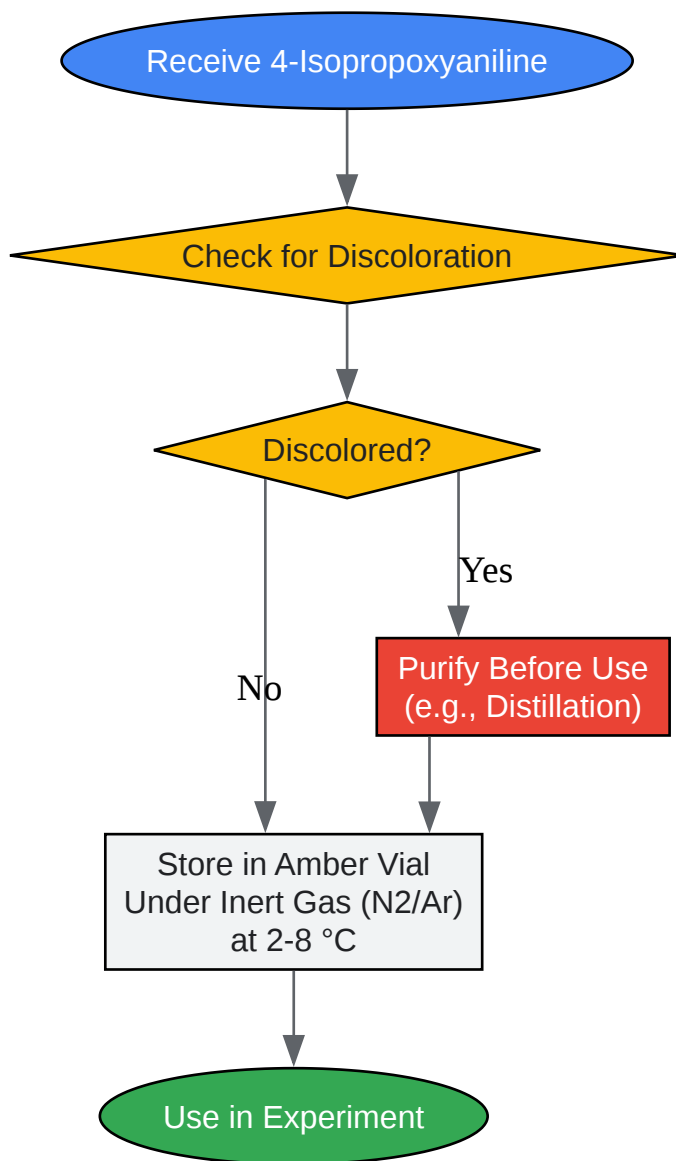 Receive 4-Isopropoxyaniline
Check for Discoloration
Discolored?
Yes
Purify Before Use
(e.g., Distillation)
No
Store in Amber Vial
Under Inert Gas (N2/Ar)
at 2-8 °C
Use in Experiment